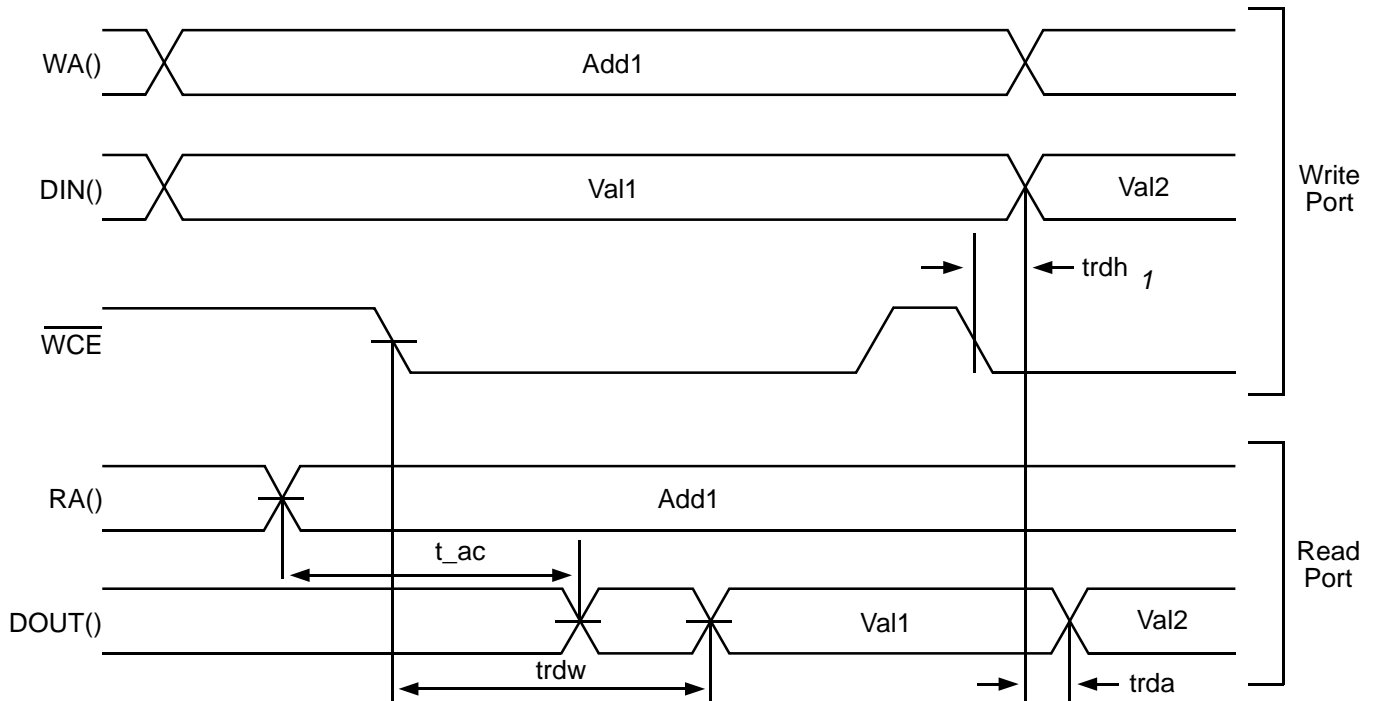 WA()
Add1
DIN()
Val1
Val2
Write
Port
trdh 1
WCE
RA()
Add1
t_ac
Read
Port
DOUT()
Val1
Val2
trdw
trda